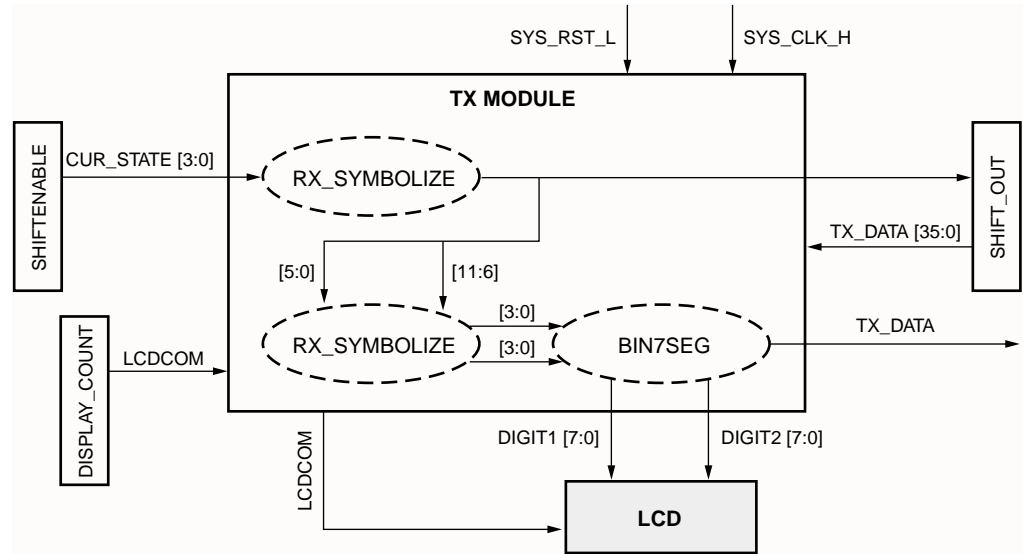 SYS_RST_L
SYS_CLK_H
TX MODULE
SHIFTENABLE
CUR_STATE [3:0]
RX_SYMBOLIZE
SHIFT_OUT
TX_DATA [35:0]
[5:0]
[11:6]
DISPLAY_COUNT
LCDCOM
RX_SYMBOLIZE
[3:0]
[3:0]
BIN7SEG
TX_DATA
LCDCOM
DIGIT1 [7:0]
DIGIT2 [7:0]
LCD